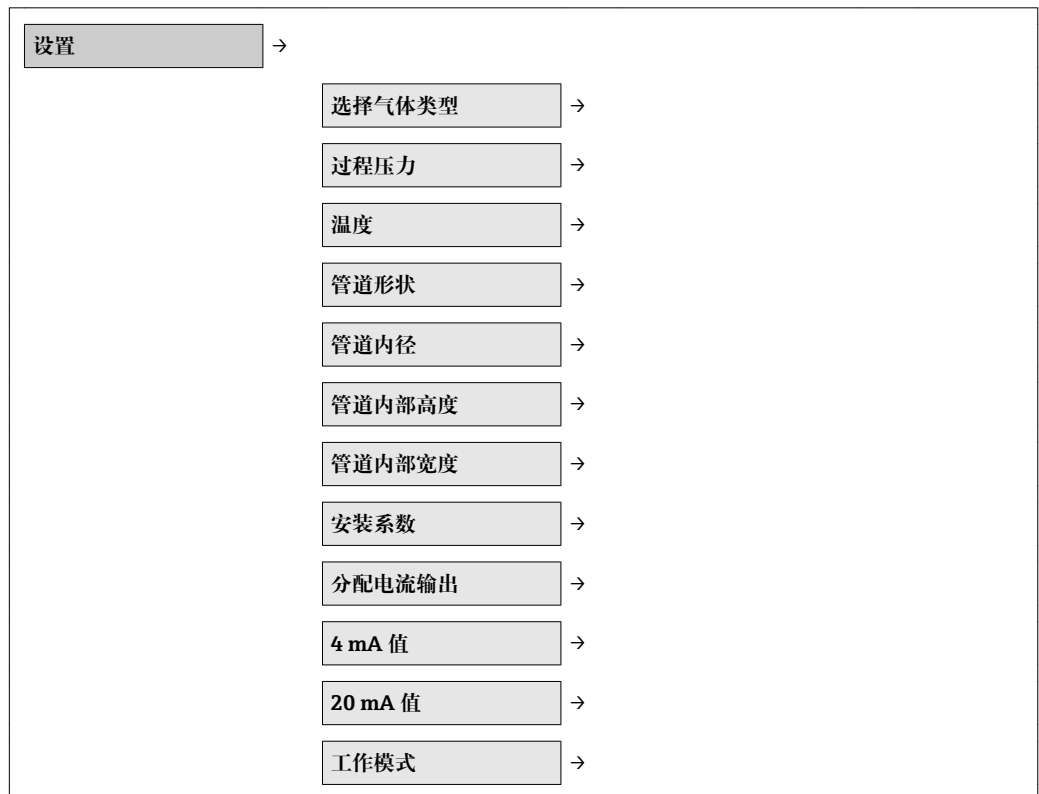 设置 →
选择气体类型 →
过程压力 →
温度 →
管道形状 →
管道内径 →
管道内部高度 →
管道内部宽度 →
安装系数 →
分配电流输出 →
4 mA 值 →
20 mA 值 →
工作模式 →